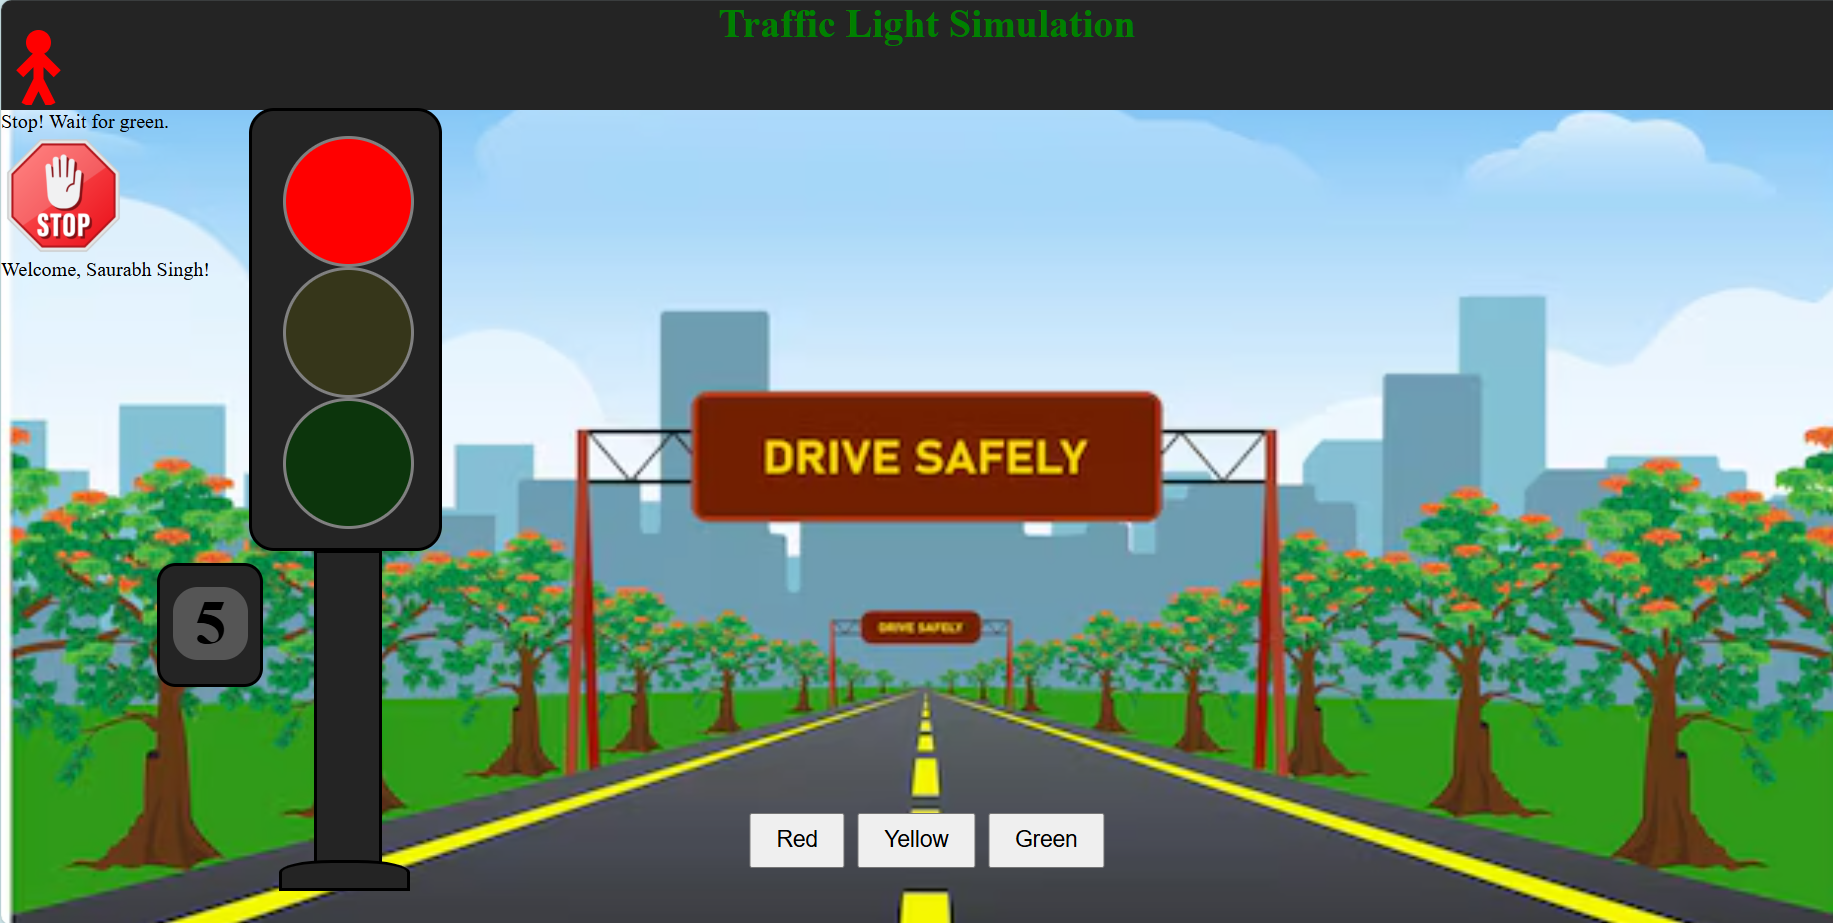 Traffic Light Simulation
Stop! Wait for green.
STOP
Welcome, Saurabh Singh!
DRIVE SAFELY
5
DRIVE SAFELY
Red
Yellow
Green